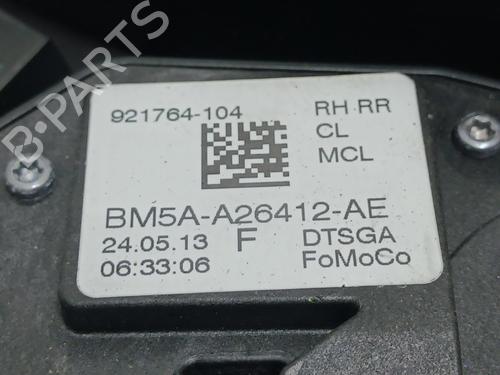 B-PARTS
921764-104
RH RR
CL
MCL
BM5A-A26412-AE
24.05.13 F DTSGA
06:33:06 FoMoCo